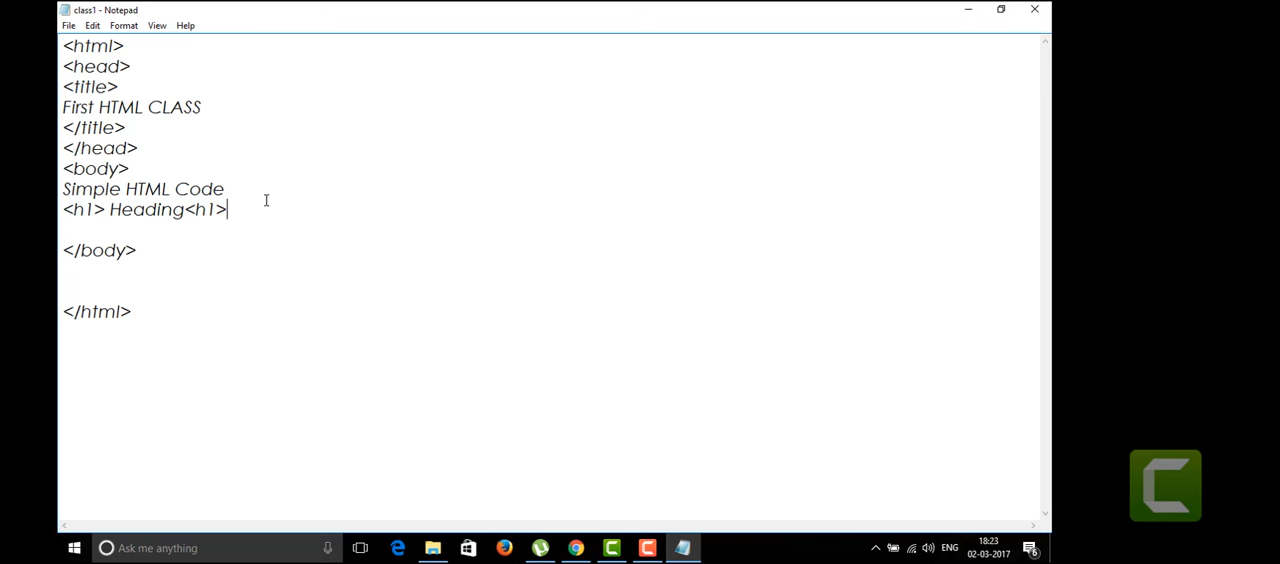 class1 - Notepad
File Edit Format View Help
<html>
<head>
<title>
First HTML CLASS
</title>
</head>
<body>
Simple HTML Code
<h1> Heading<h1>
</body>
</html>
Ask me anything
ENG
18:23
02-03-2017
6